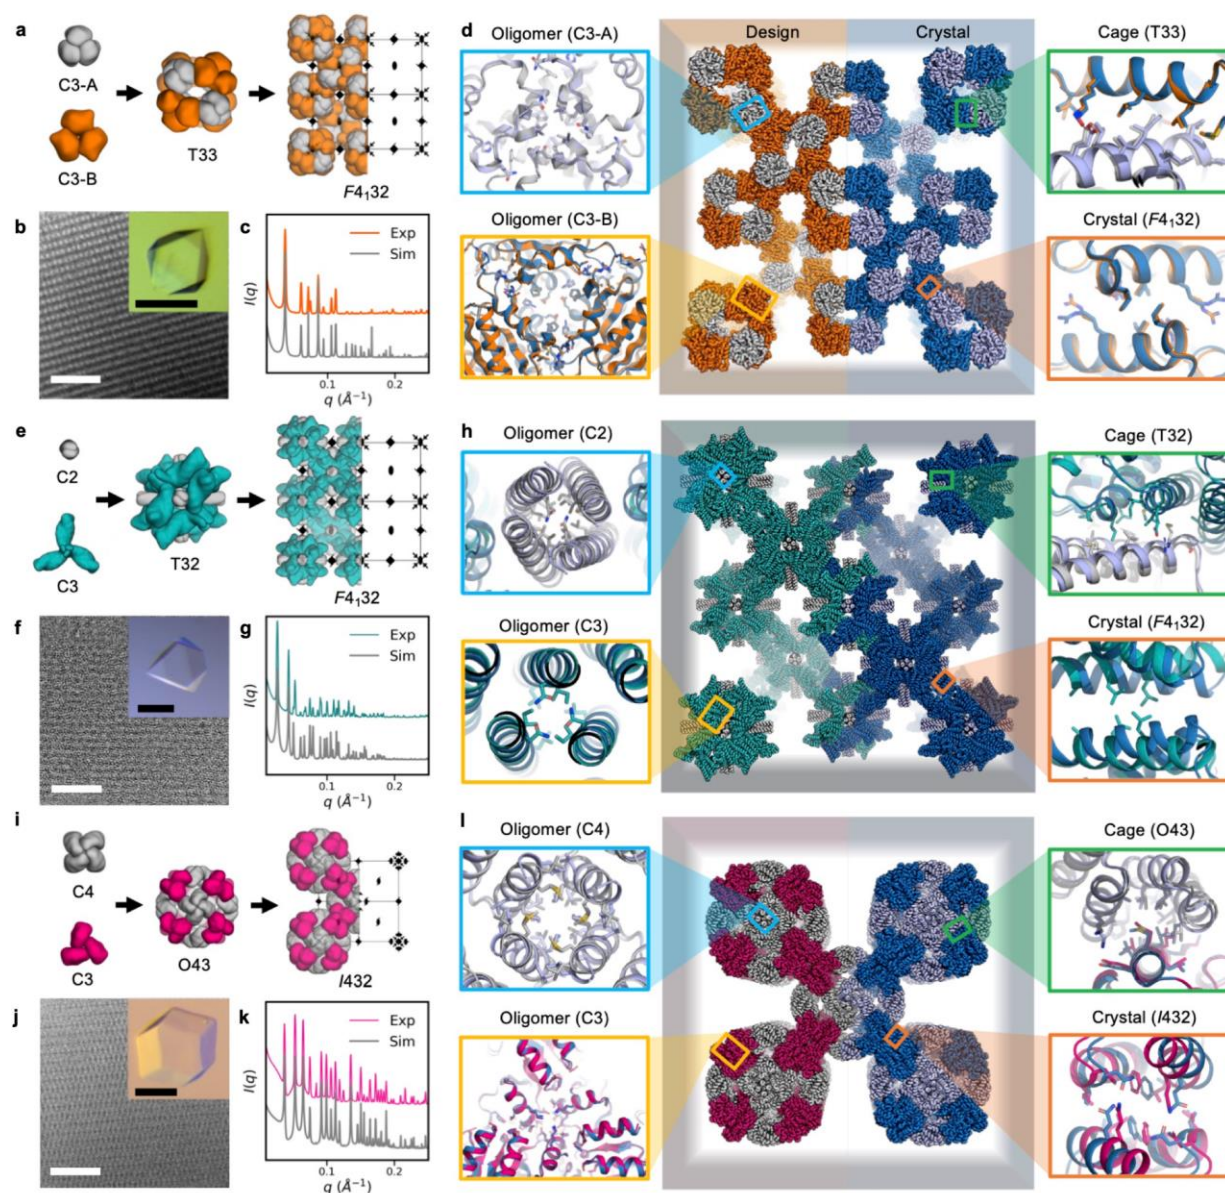 a
C3-A
C3-B
T33
F4₁32
b
c
Exp
Sim
I(q)
0.1
0.2
q (Å⁻¹)
d
Oligomer (C3-A)
Design
Crystal
Cage (T33)
Oligomer (C3-B)
Crystal (F4₁32)
e
C2
C3
T32
F4₁32
f
g
Exp
Sim
I(q)
0.1
0.2
q (Å⁻¹)
h
Oligomer (C2)
Cage (T32)
Oligomer (C3)
Crystal (F4₁32)
i
C4
C3
O43
I432
j
k
Exp
Sim
I(q)
0.1
0.2
q (Å⁻¹)
l
Oligomer (C4)
Cage (O43)
Oligomer (C3)
Crystal (I432)